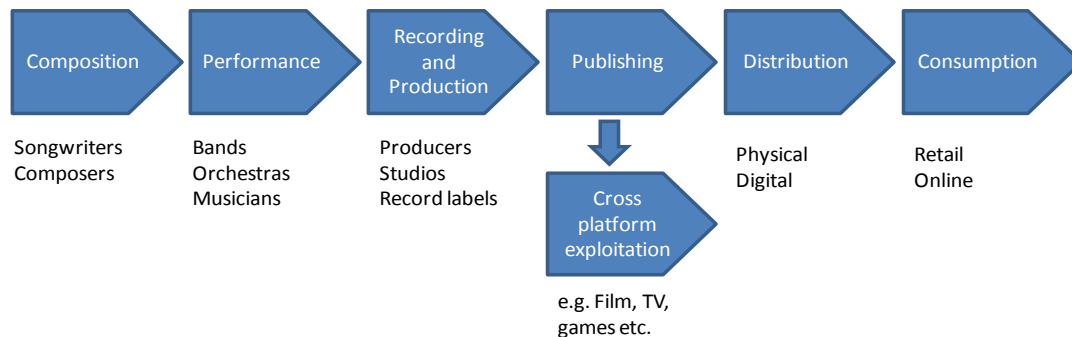 Composition
Performance
Recording
and
Production
Publishing
Distribution
Consumption
Songwriters
Composers
Bands
Orchestras
Musicians
Producers
Studios
Record labels
Physical
Digital
Retail
Online
Cross
platform
exploitation
e.g. Film, TV,
games etc.